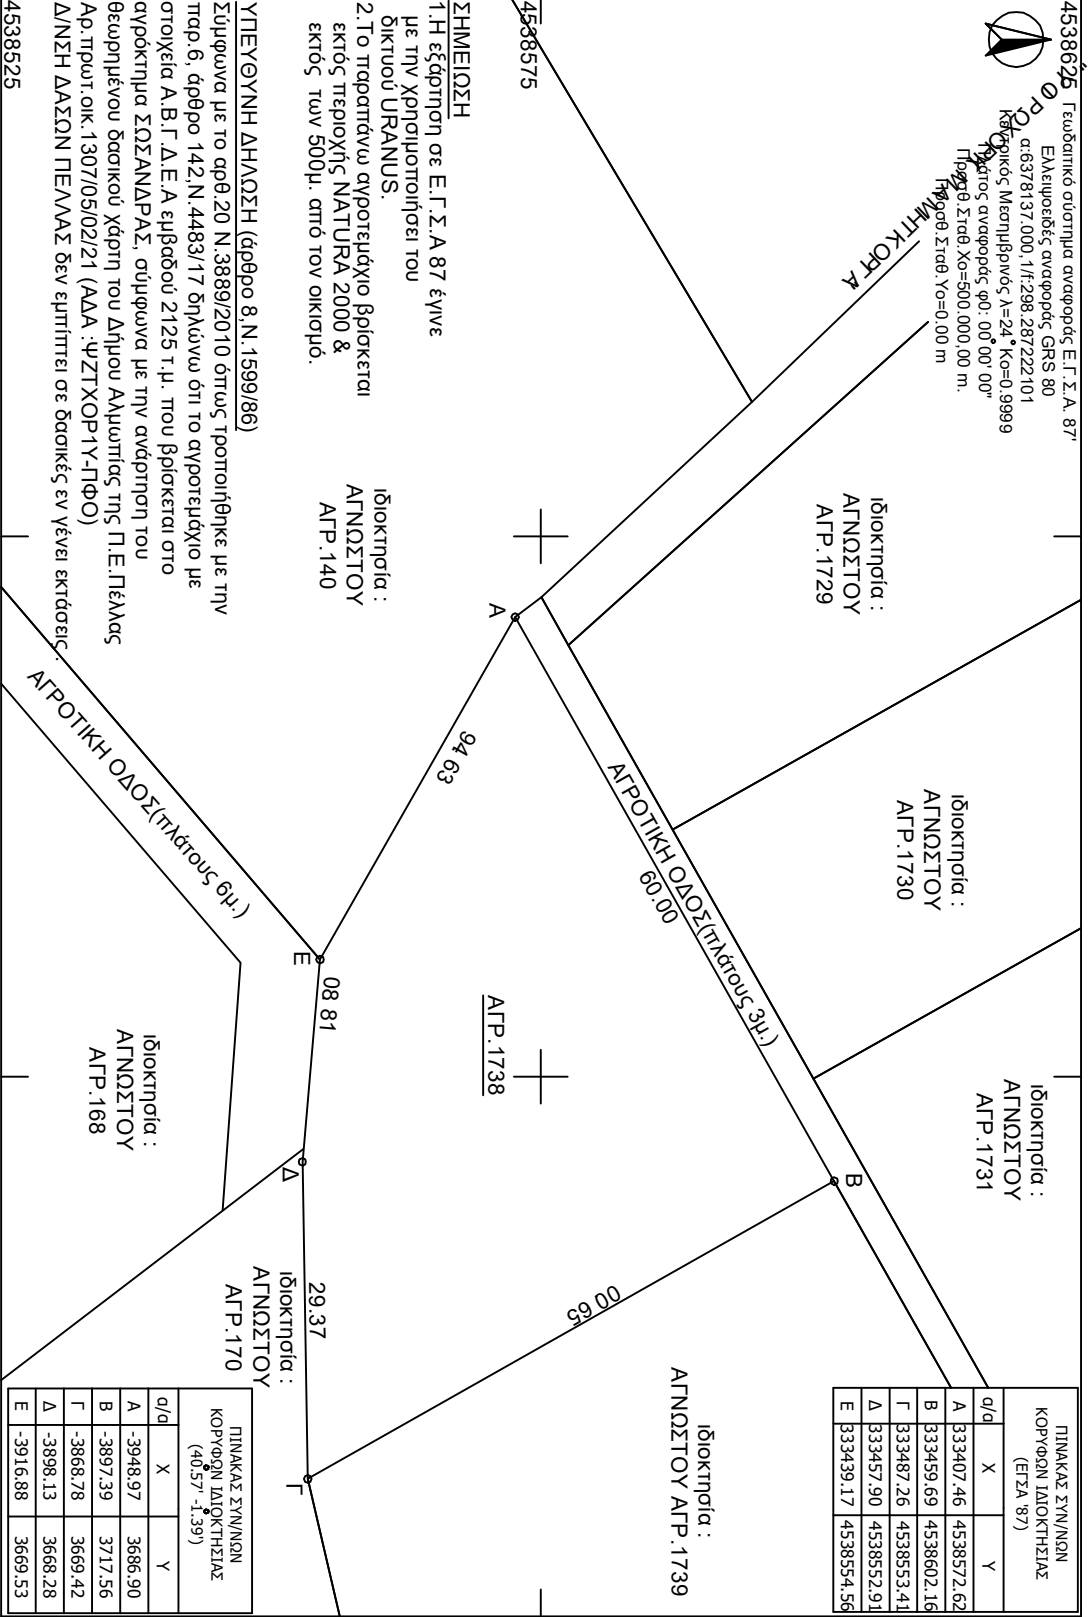 4538626
Γεωδαιτικό σύστημα αναφοράς Ε.Γ.Σ.Α. 87'
Ελλειψοειδές αναφοράς GRS 80
α:6378137.000,1/f:298.287222101
Κεντρικός Μεσημβρινός λ=24° Κο=0.9999
Πλάτος αναφοράς φ0: 00°00' 00"
Προσθ.Σταθ.Χο=500.000,00 m.
Προσθ.Σταθ.Υο=0.00 m
ιδιοκτησία :
ΑΓΝΩΣΤΟΥ
ΑΓΡ.1729
ιδιοκτησία :
ΑΓΝΩΣΤΟΥ
ΑΓΡ.1730
ιδιοκτησία :
ΑΓΝΩΣΤΟΥ
ΑΓΡ.1731
ΠΙΝΑΚΑΣ ΣΥΝ/ΝΩΝ
ΚΟΡΥΦΩΝ ΙΔΙΟΚΤΗΣΙΑΣ
(ΕΓΣΑ '87)
α/α X Y
Α 333407.46 4538572.62
Β 333459.69 4538602.16
Γ 333487.26 4538553.41
Δ 333457.90 4538552.91
Ε 333439.17 4538554.56
ΑΓΡΟΤΙΚΗ ΟΔΟΣ(πλάτους 3μ.)
60.00
Α
Β
4538575
ΣΗΜΕΙΩΣΗ
1.Η εξάρτηση σε Ε.Γ.Σ.Α 87 έγινε
με την χρησιμοποιήσει του
δικτυού URANUS.
2.Το παραπάνω αγροτεμάχιο βρίσκεται
εκτός περιοχής NATURA 2000 &
εκτός των 500μ. από τον οικισμό.
ιδιοκτησία :
ΑΓΝΩΣΤΟΥ
ΑΓΡ.140
94 63
ΑΓΡ.1738
00 65
ιδιοκτησία :
ΑΓΝΩΣΤΟΥ ΑΓΡ.1739
Ε
08 81
Δ
29.37
Γ
ΥΠΕΥΘΥΝΗ ΔΗΛΩΣΗ (άρθρο 8,Ν.1599/86)
Σύμφωνα με το αρθ.20 Ν.3889/2010 όπως τροποιήθηκε με την
παρ.6, άρθρο 142,Ν.4483/17 δηλώνω ότι το αγροτεμάχιο με
στοιχεία Α.Β.Γ.Δ.Ε.Α εμβαδού 2125 τ.μ. που βρίσκεται στο
αγρόκτημα ΣΩΣΑΝΔΡΑΣ, σύμφωνα με την ανάρτηση του
θεωρημένου δασικού χάρτη του Δήμου Αλμωπίας της Π.Ε.Πέλλας
Αρ.πρωτ.οικ.1307/05/02/21 (ΑΔΑ :ΨΖΤΧΟΡ1Υ-ΠΦΟ)
Δ/ΝΣΗ ΔΑΣΩΝ ΠΕΛΛΑΣ δεν εμπίπτει σε δασικές εν γένει εκτάσεις .
ΑΓΡΟΤΙΚΗ ΟΔΟΣ(πλάτους 6μ.)
ιδιοκτησία :
ΑΓΝΩΣΤΟΥ
ΑΓΡ.168
ιδιοκτησία :
ΑΓΝΩΣΤΟΥ
ΑΓΡ.170
ΠΙΝΑΚΑΣ ΣΥΝ/ΝΩΝ
ΚΟΡΥΦΩΝ ΙΔΙΟΚΤΗΣΙΑΣ
(40°57' -1°39')
α/α X Y
Α -3948.97 3686.90
Β -3897.39 3717.56
Γ -3868.78 3669.42
Δ -3898.13 3668.28
Ε -3916.88 3669.53
4538525